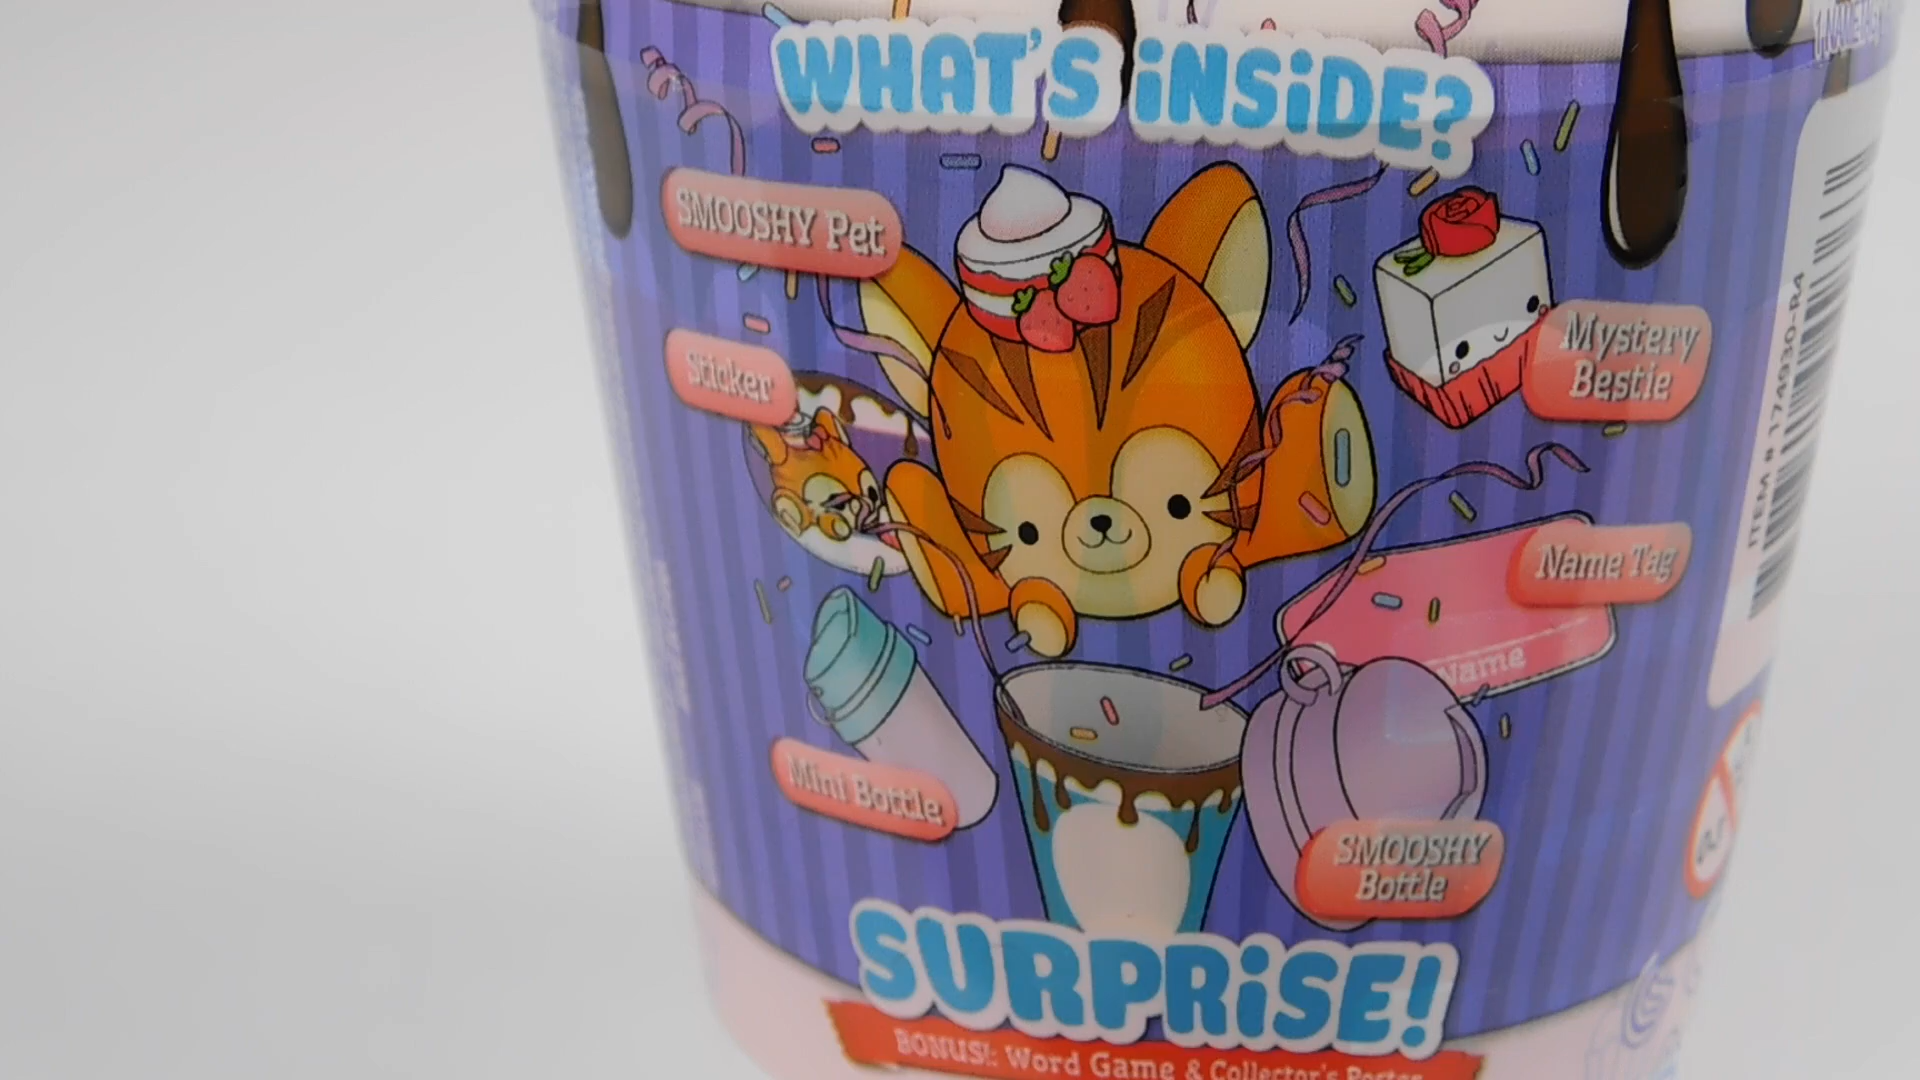 WHAT'S INSIDE?
SMOOSHY Pet
Sticker
Mystery
Bestie
Name Tag
Name
Mini Bottle
SMOOSHY
Bottle
SURPRISE!
BONUS!: Word Game & Collector's Poster
ITEM # 174930-R4